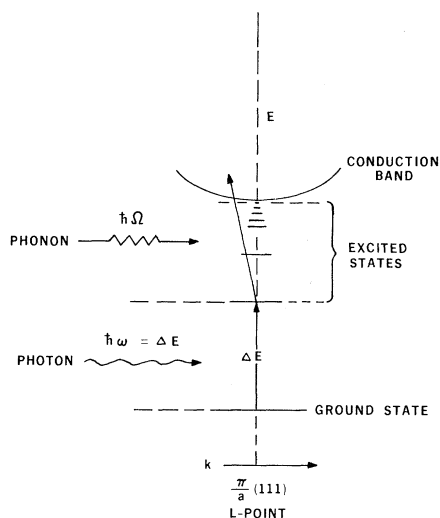 E
CONDUCTION
BAND
ħΩ
PHONON
EXCITED
STATES
ħω = ΔE
PHOTON
ΔE
GROUND STATE
k
π/a (111)
L-POINT